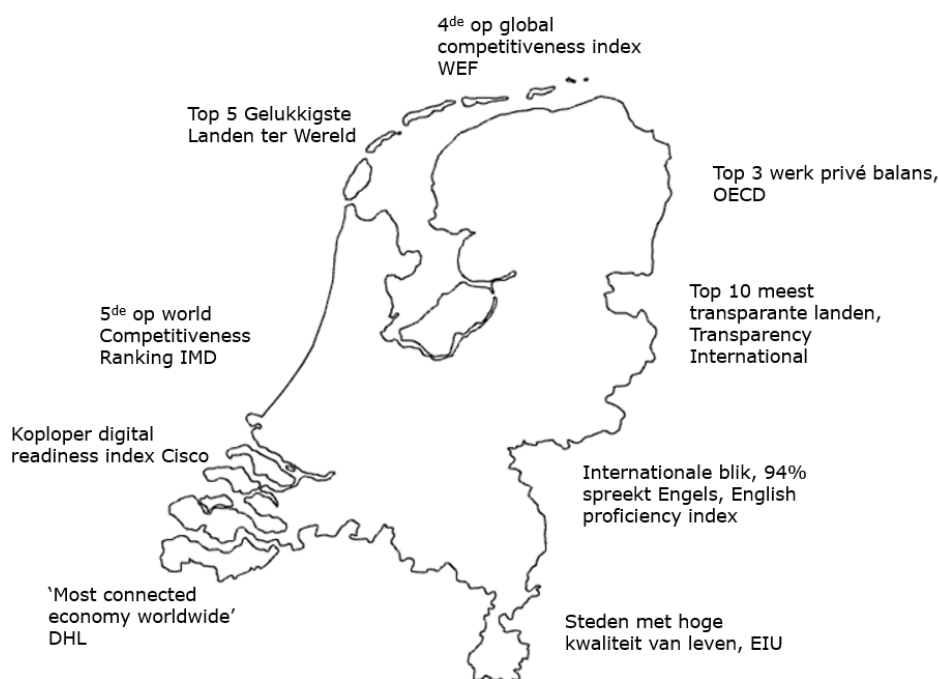 4de op global
competitiveness index
WEF
Top 5 Gelukkigste
Landen ter Wereld
Top 3 werk privé balans,
OECD
5de op world
Competitiveness
Ranking IMD
Top 10 meest
transparante landen,
Transparency
International
Koploper digital
readiness index Cisco
Internationale blik, 94%
spreekt Engels, English
proficiency index
‘Most connected
economy worldwide’
DHL
Steden met hoge
kwaliteit van leven, EIU